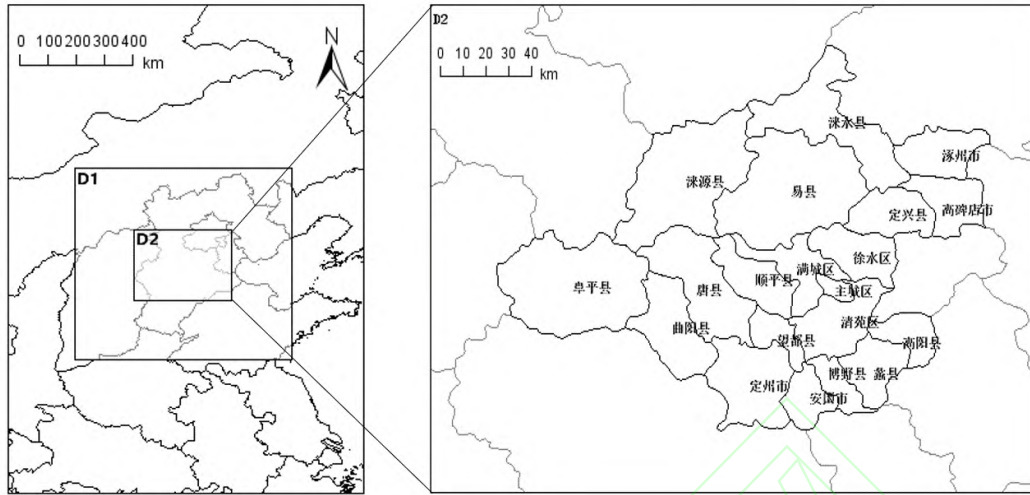 0 100200300400
km
N
D1
D2
D2
0 10 20 30 40
km
涞水县
涿州市
涞源县
易县
定兴县
高碑店市
徐水区
满城区
顺平县
主城区
阜平县
唐县
清苑区
曲阳县
望都县
高阳县
博野县
蠡县
定州市
安国市